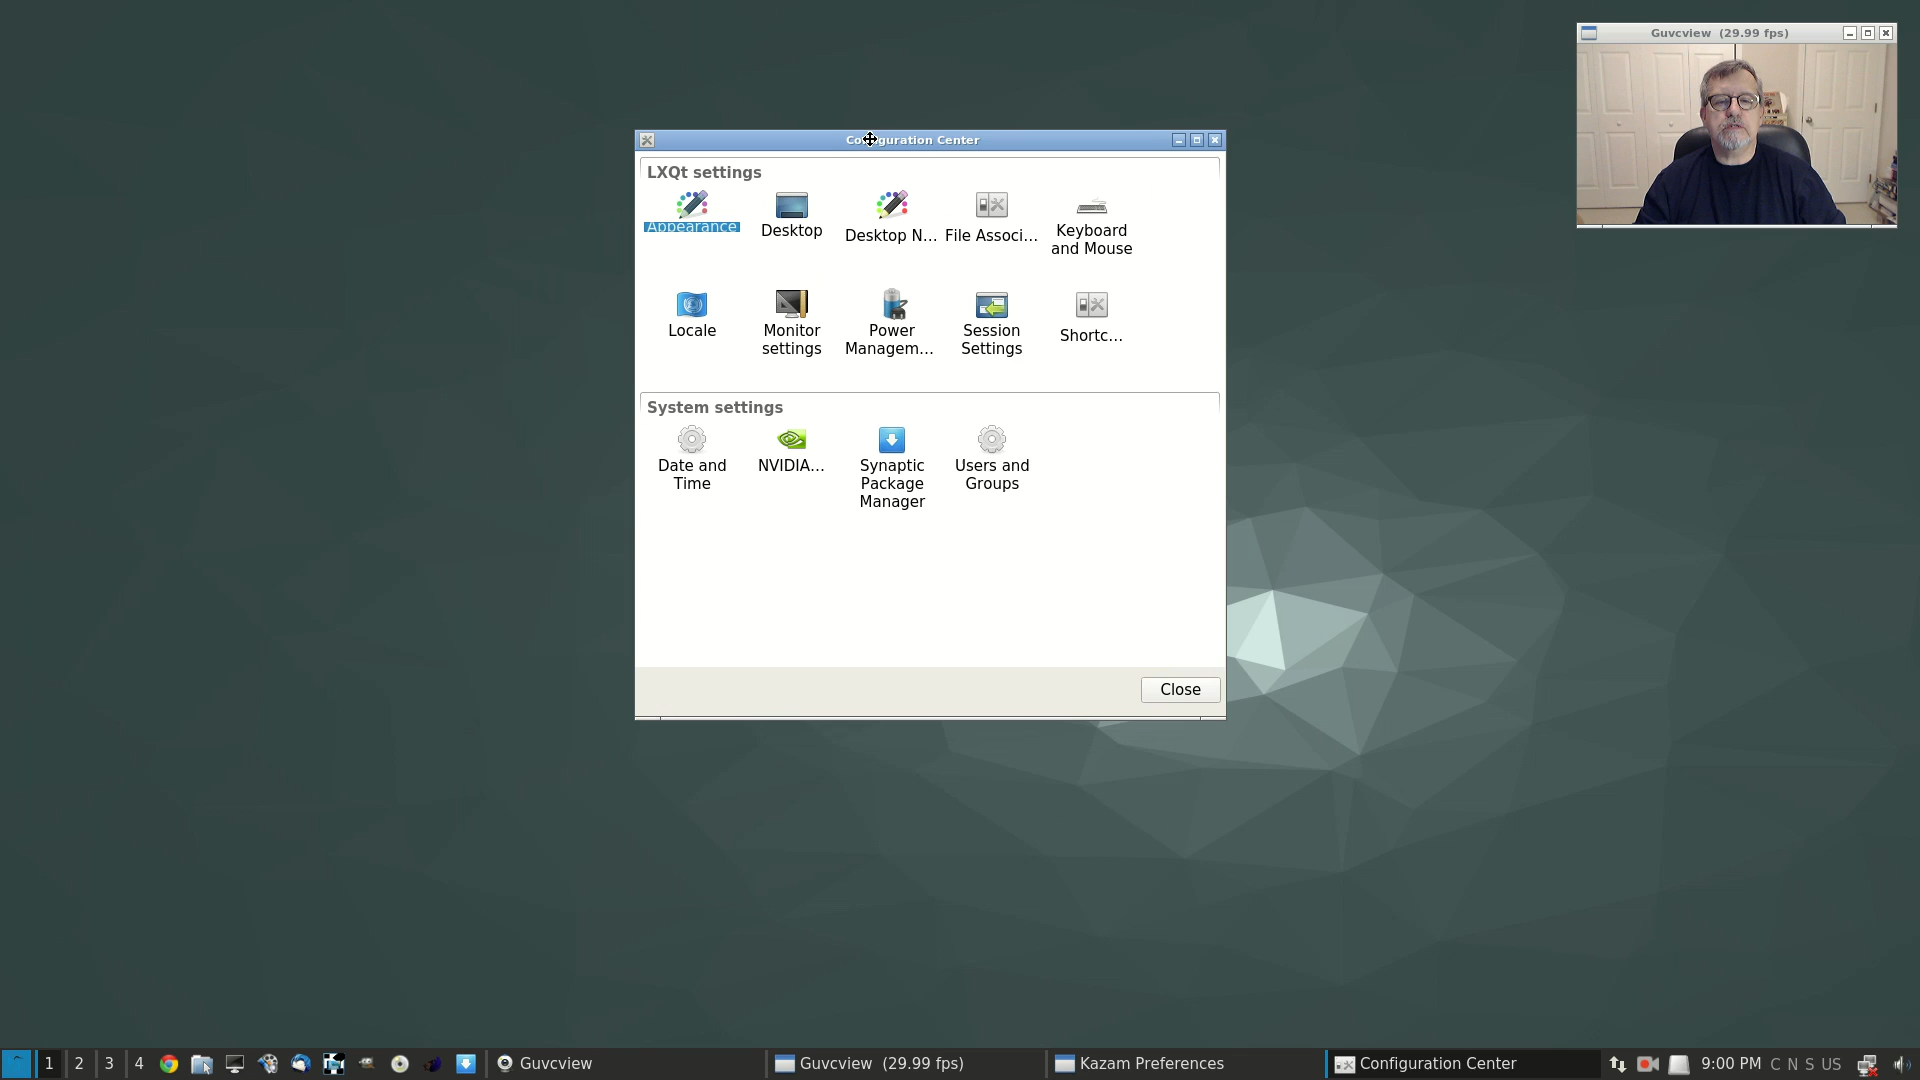 Guvcview (29.99 fps)
Configuration Center
LXQt settings
Appearance
Desktop
Desktop N...
File Associ...
Keyboard
and Mouse
Locale
Monitor
settings
Power
Managem...
Session
Settings
Shortc...
System settings
Date and
Time
NVIDIA...
Synaptic
Package
Manager
Users and
Groups
Close
1 2 3 4
Guvcview
Guvcview (29.99 fps)
Kazam Preferences
Configuration Center
9:00 PM
C N S US